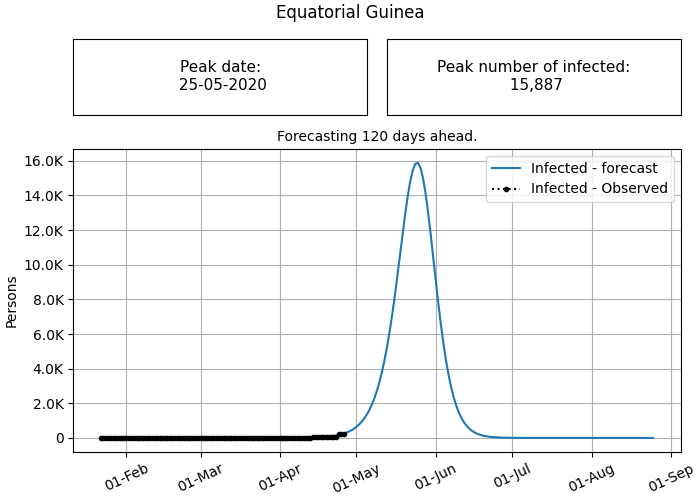 Equatorial Guinea
Peak date:
25-05-2020
Peak number of infected:
15,887
Forecasting 120 days ahead.
Infected - forecast
Infected - Observed
16.0K
14.0K
12.0K
10.0K
8.0K
6.0K
4.0K
2.0K
0
Persons
01-Feb
01-Mar
01-Apr
01-May
01-Jun
01-Jul
01-Aug
01-Sep